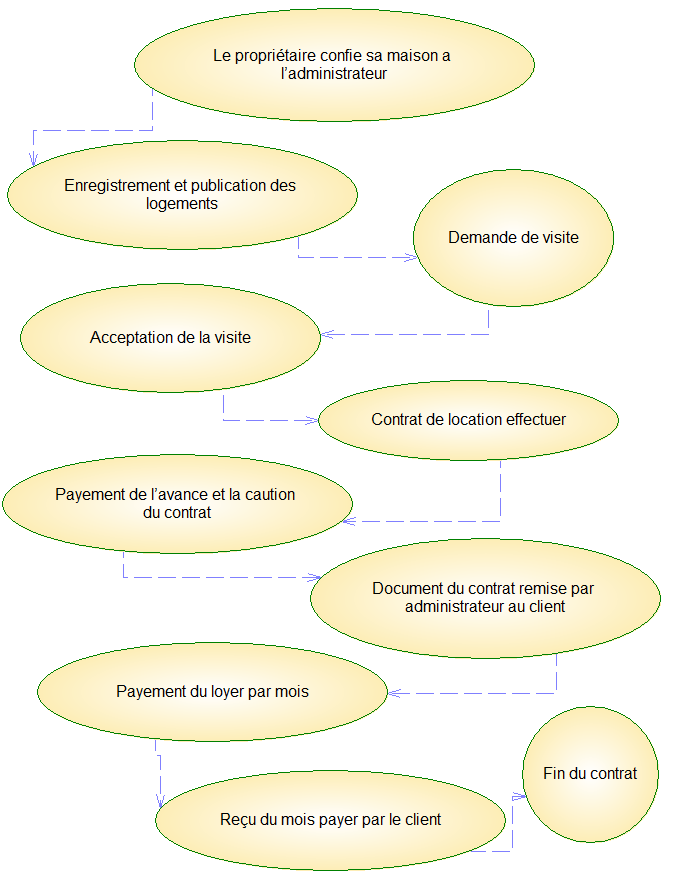 Le propriétaire confie sa maison a
l’administrateur
Enregistrement et publication des
logements
Demande de visite
Acceptation de la visite
Contrat de location effectuer
Payement de l’avance et la caution
du contrat
Document du contrat remise par
administrateur au client
Payement du loyer par mois
Fin du contrat
Reçu du mois payer par le client